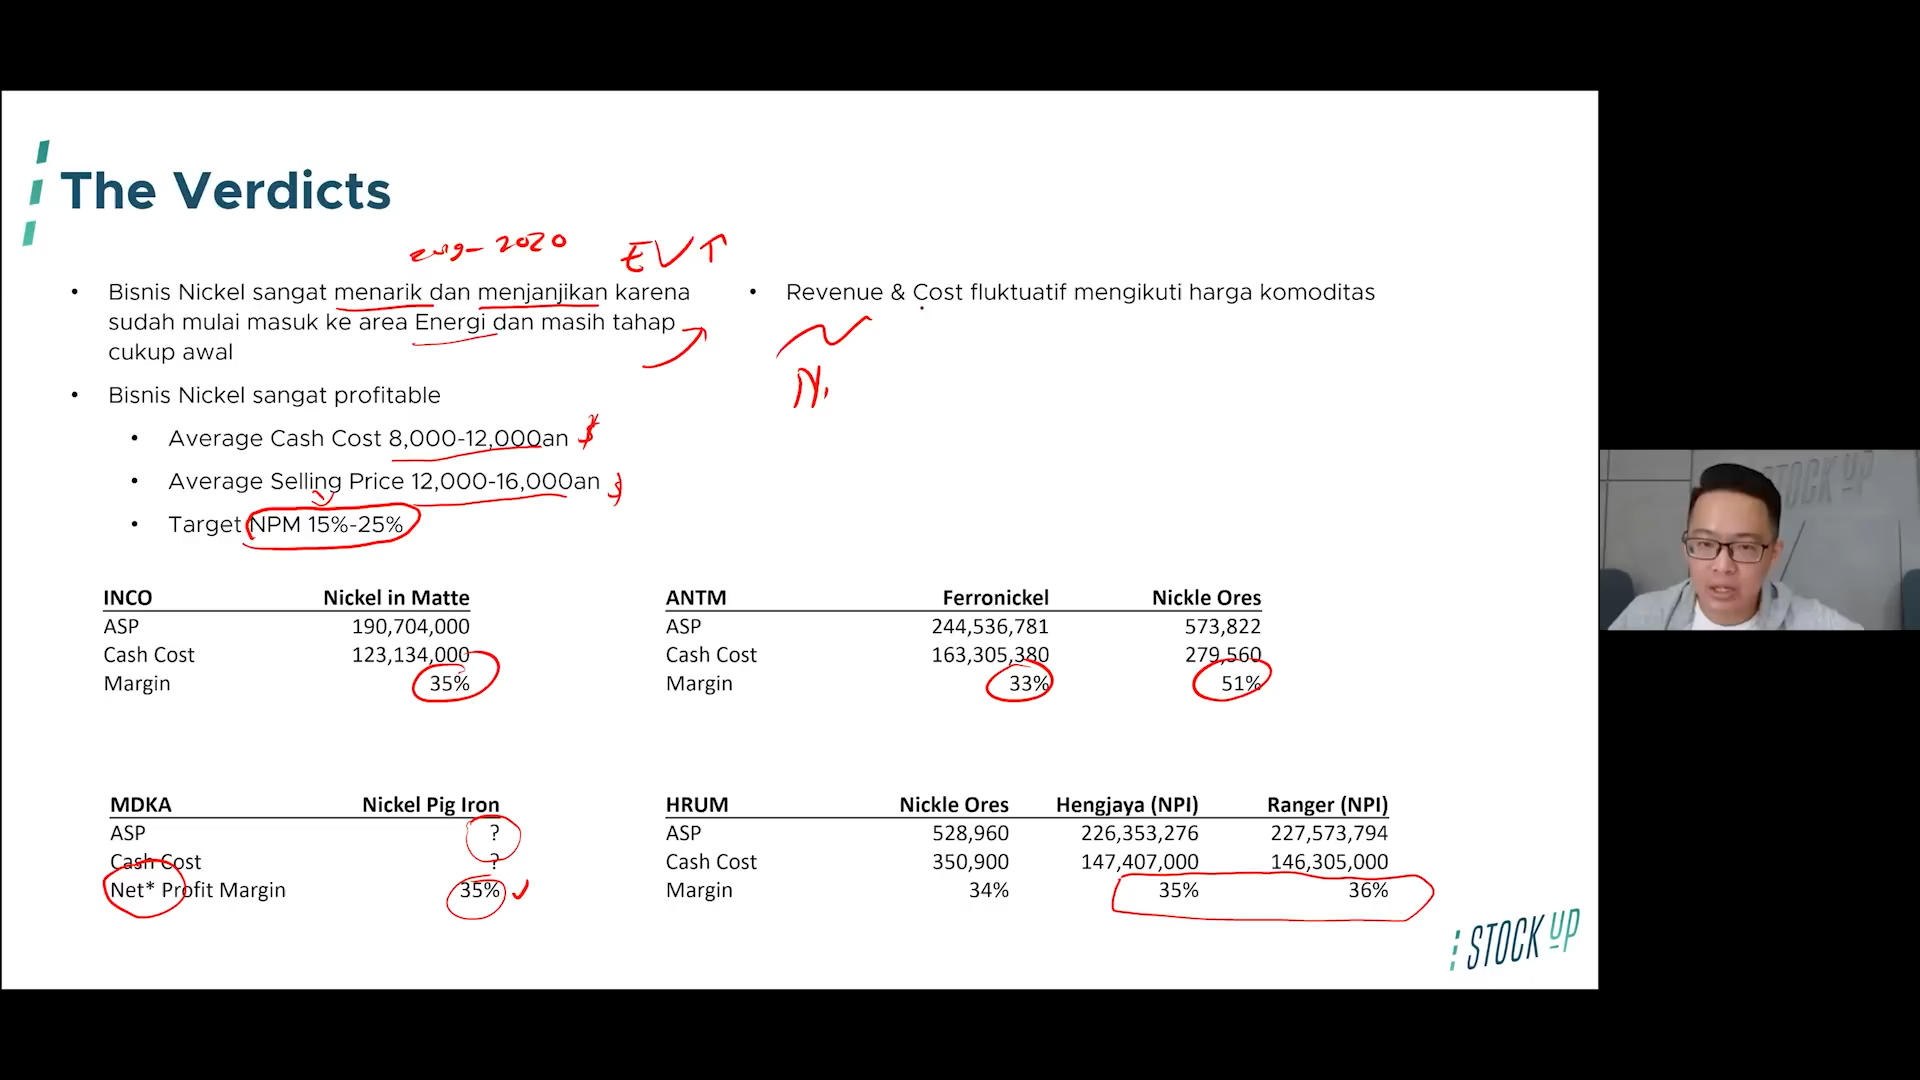 The Verdicts
2019-2020
EV↑
• Bisnis Nickel sangat menarik dan menjanjikan karena
sudah mulai masuk ke area Energi dan masih tahap
cukup awal
• Bisnis Nickel sangat profitable
• Average Cash Cost 8,000-12,000an $
• Average Selling Price 12,000-16,000an $
• Target NPM 15%-25%
• Revenue & Cost fluktuatif mengikuti harga komoditas
INCO Nickel in Matte
ASP 190,704,000
Cash Cost 123,134,000
Margin 35%
ANTM Ferronickel Nickle Ores
ASP 244,536,781 573,822
Cash Cost 163,305,380 279,560
Margin 33% 51%
MDKA Nickel Pig Iron
ASP ?
Cash Cost ?
Net* Profit Margin 35%
HRUM Nickle Ores Hengjaya (NPI) Ranger (NPI)
ASP 528,960 226,353,276 227,573,794
Cash Cost 350,900 147,407,000 146,305,000
Margin 34% 35% 36%
STOCK UP
STOCK UP